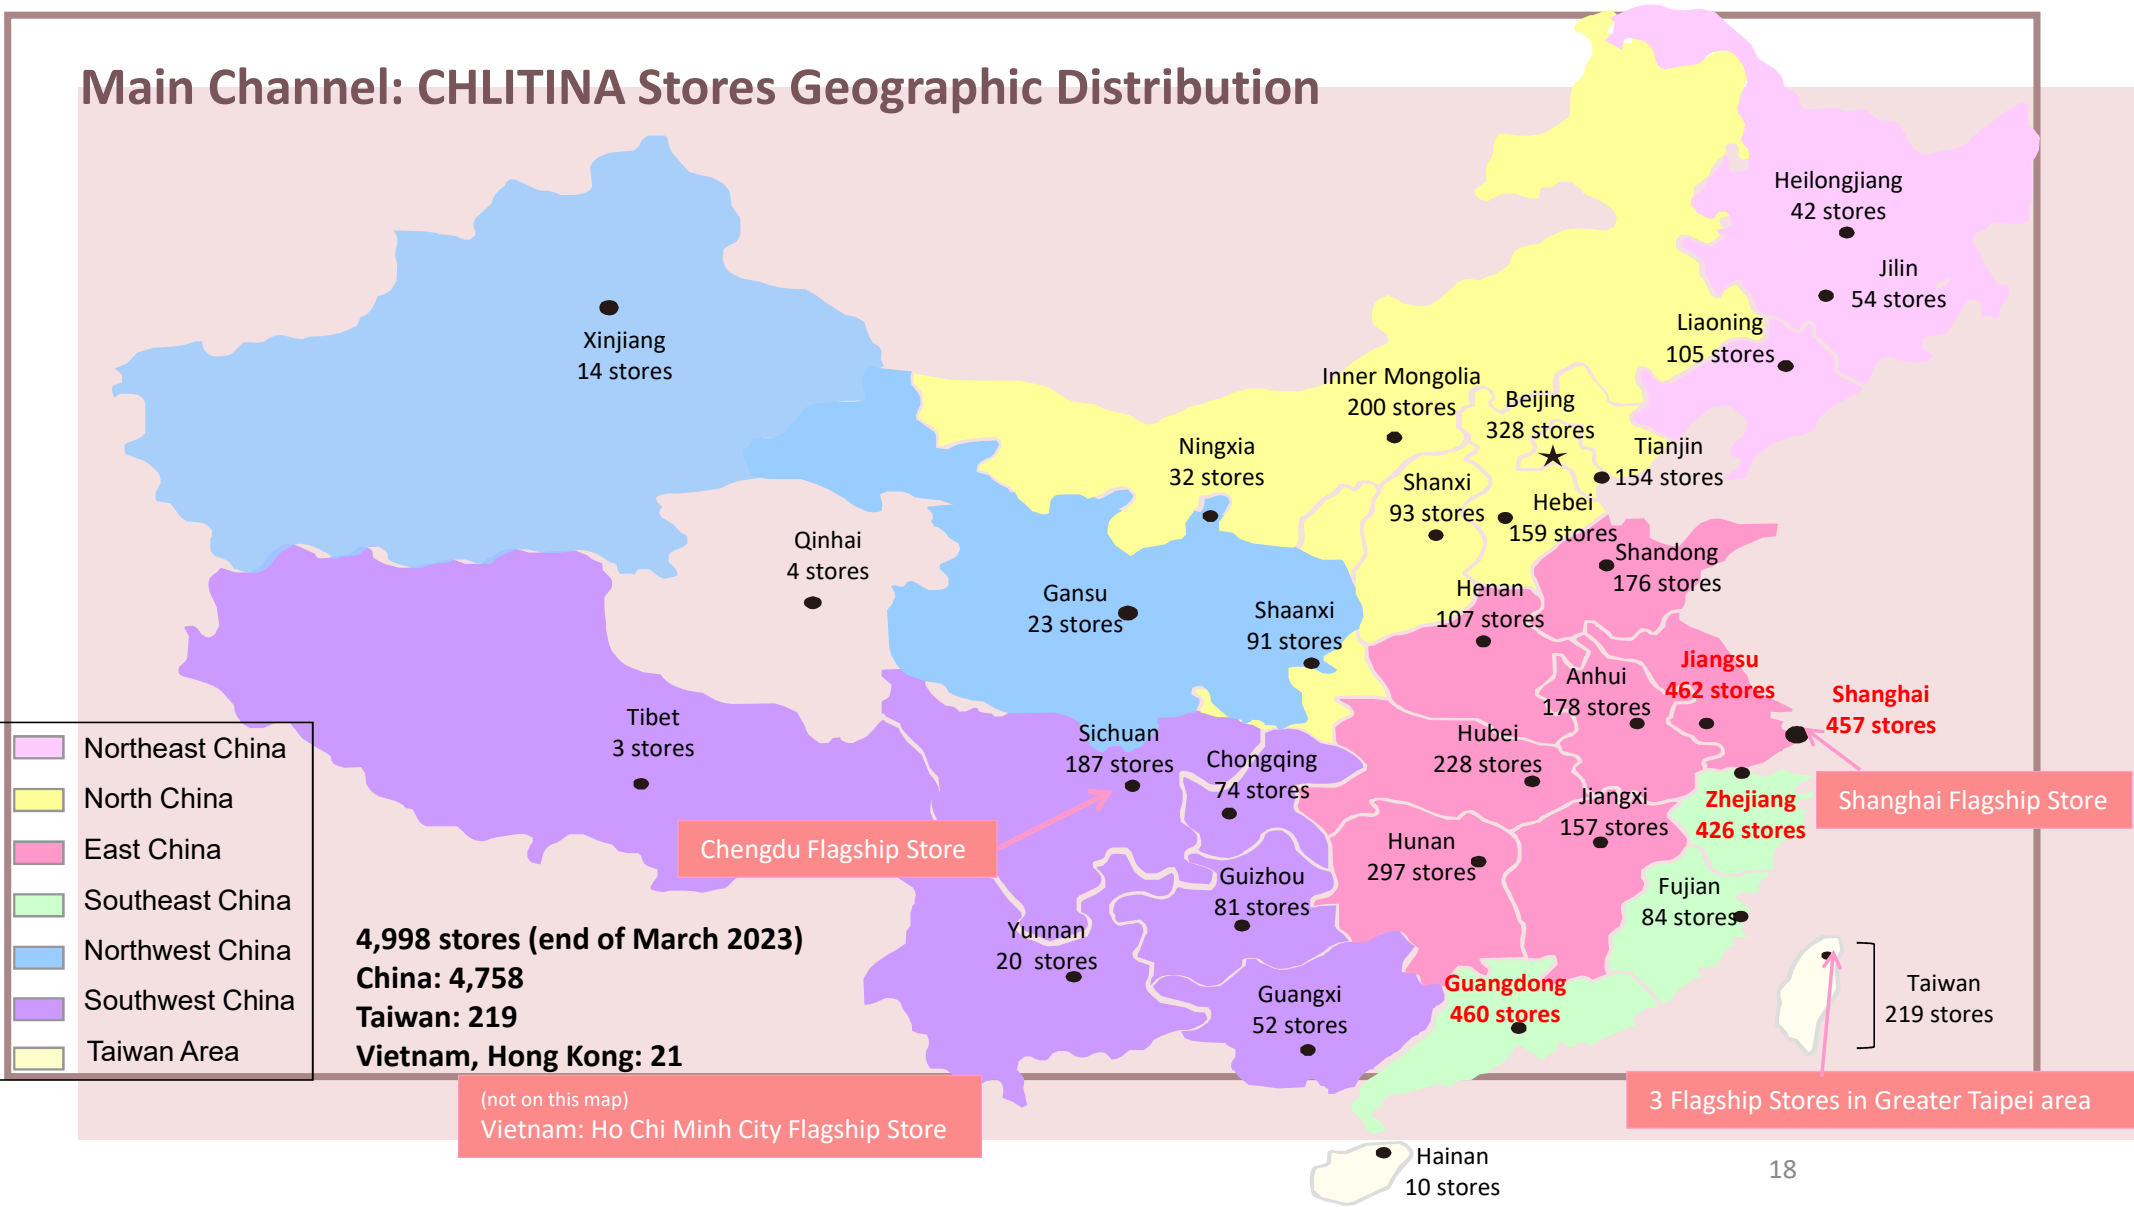 Main Channel: CHLITINA Stores Geographic Distribution
Heilongjiang
42 stores
Jilin
54 stores
Liaoning
105 stores
Xinjiang
14 stores
Inner Mongolia
200 stores
Beijing
328 stores
Ningxia
32 stores
Tianjin
154 stores
Shanxi
93 stores
Hebei
159 stores
Qinhai
4 stores
Shandong
176 stores
Gansu
23 stores
Shaanxi
91 stores
Henan
107 stores
Jiangsu
462 stores
Anhui
178 stores
Shanghai
457 stores
Tibet
3 stores
Sichuan
187 stores
Chongqing
74 stores
Hubei
228 stores
Jiangxi
157 stores
Zhejiang
426 stores
Shanghai Flagship Store
Chengdu Flagship Store
Hunan
297 stores
Guizhou
81 stores
Fujian
84 stores
Yunnan
20 stores
Guangxi
52 stores
Guangdong
460 stores
Taiwan
219 stores
Northeast China
North China
East China
Southeast China
Northwest China
Southwest China
Taiwan Area
4,998 stores (end of March 2023)
China: 4,758
Taiwan: 219
Vietnam, Hong Kong: 21
(not on this map)
Vietnam: Ho Chi Minh City Flagship Store
3 Flagship Stores in Greater Taipei area
Hainan
10 stores
18